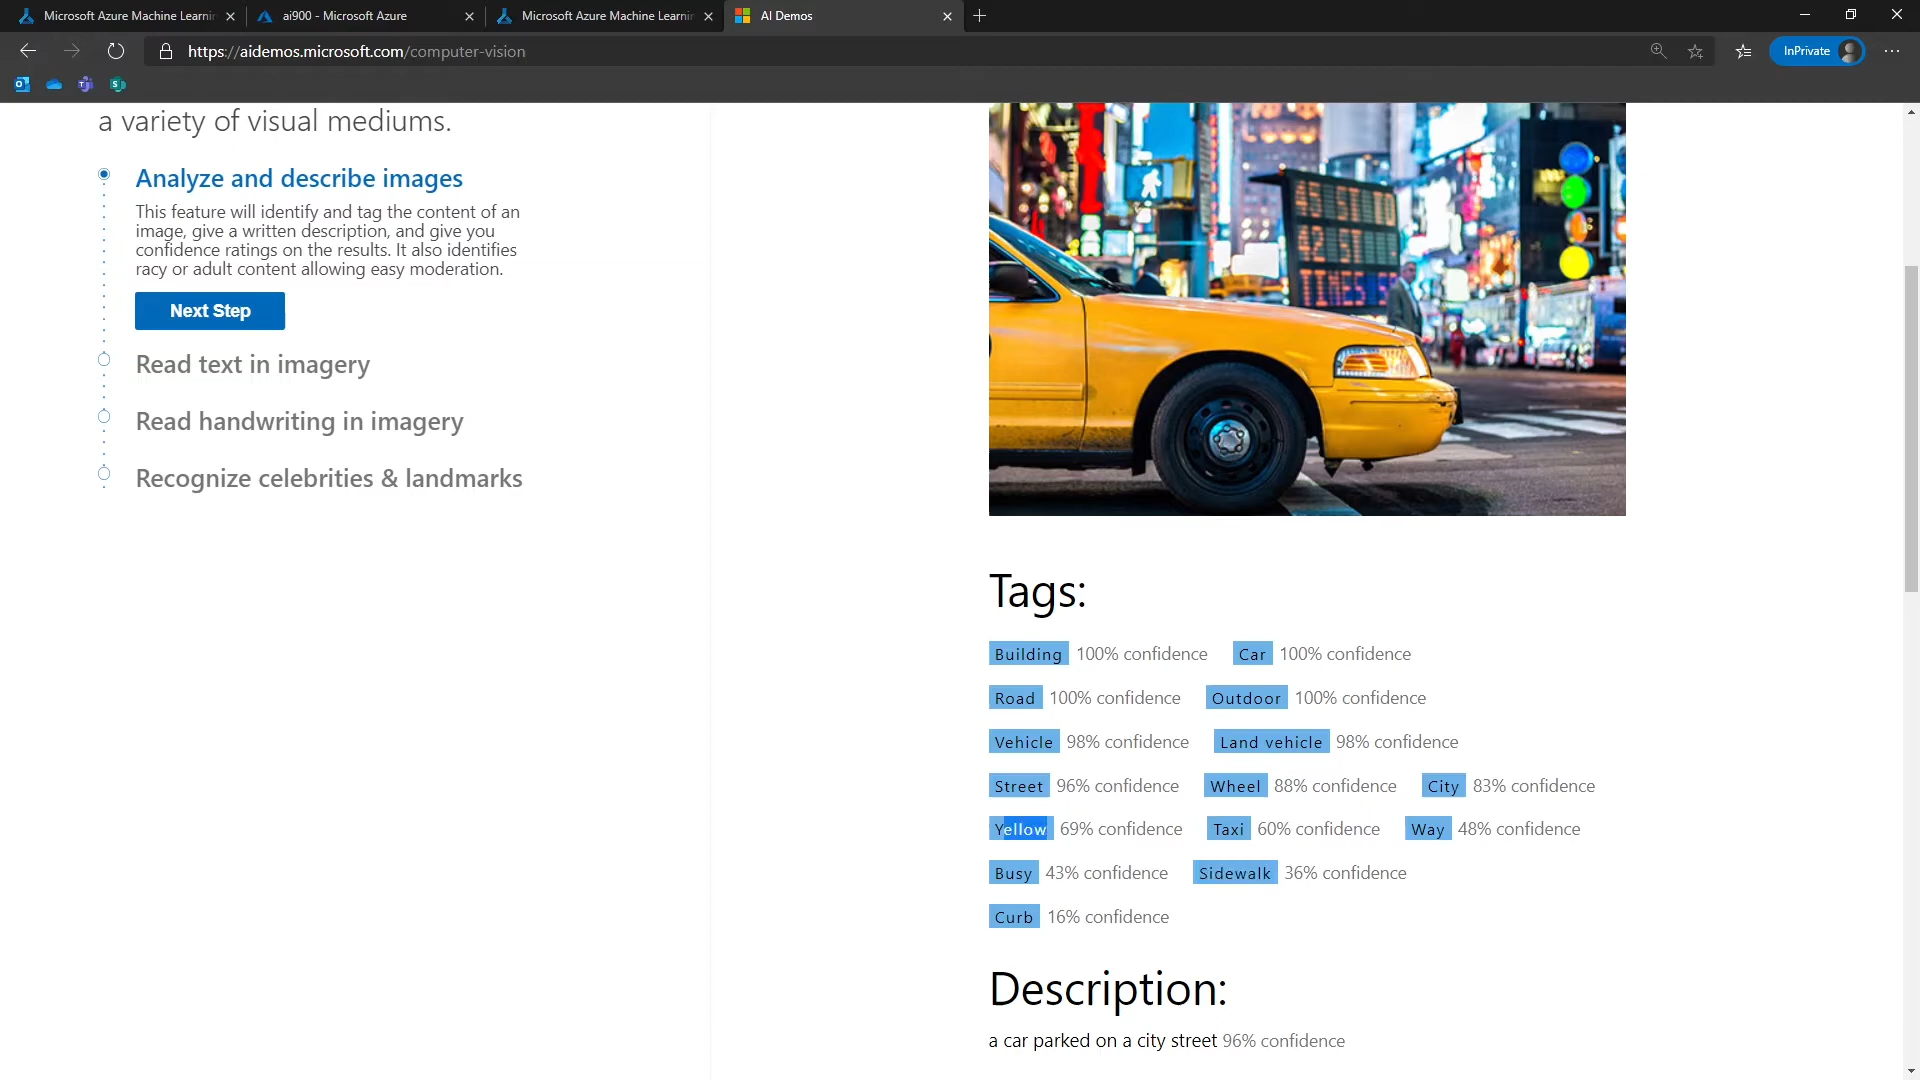 Microsoft Azure Machine Learnin
ai900 - Microsoft Azure
Microsoft Azure Machine Learnin
AI Demos
https://aidemos.microsoft.com/computer-vision
InPrivate
a variety of visual mediums.
Analyze and describe images
This feature will identify and tag the content of an
image, give a written description, and give you
confidence ratings on the results. It also identifies
racy or adult content allowing easy moderation.
Next Step
Read text in imagery
Read handwriting in imagery
Recognize celebrities & landmarks
Tags:
Building 100% confidence Car 100% confidence
Road 100% confidence Outdoor 100% confidence
Vehicle 98% confidence Land vehicle 98% confidence
Street 96% confidence Wheel 88% confidence City 83% confidence
Yellow 69% confidence Taxi 60% confidence Way 48% confidence
Busy 43% confidence Sidewalk 36% confidence
Curb 16% confidence
Description:
a car parked on a city street 96% confidence